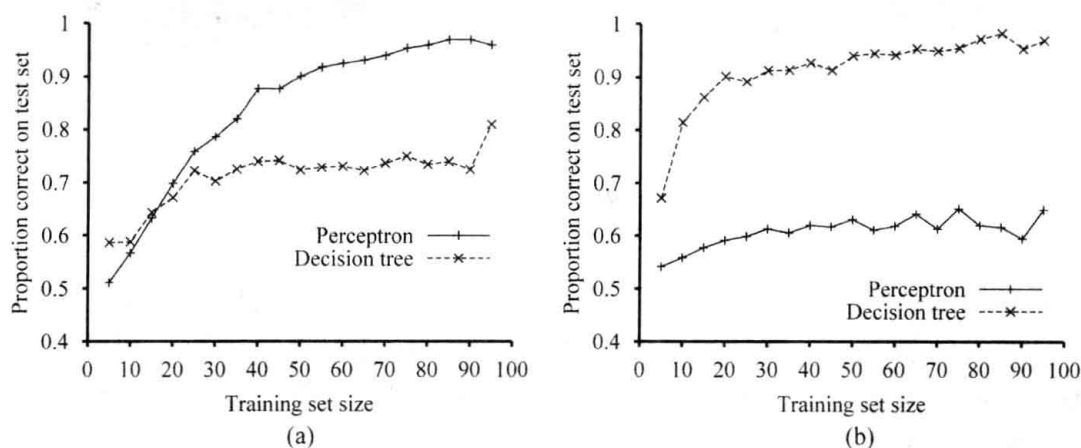 Proportion correct on test set
1
0.9
0.8
0.7
0.6
0.5
0.4
0 10 20 30 40 50 60 70 80 90 100
Training set size
Perceptron
Decision tree
(a)
Proportion correct on test set
1
0.9
0.8
0.7
0.6
0.5
0.4
0 10 20 30 40 50 60 70 80 90 100
Training set size
Perceptron
Decision tree
(b)